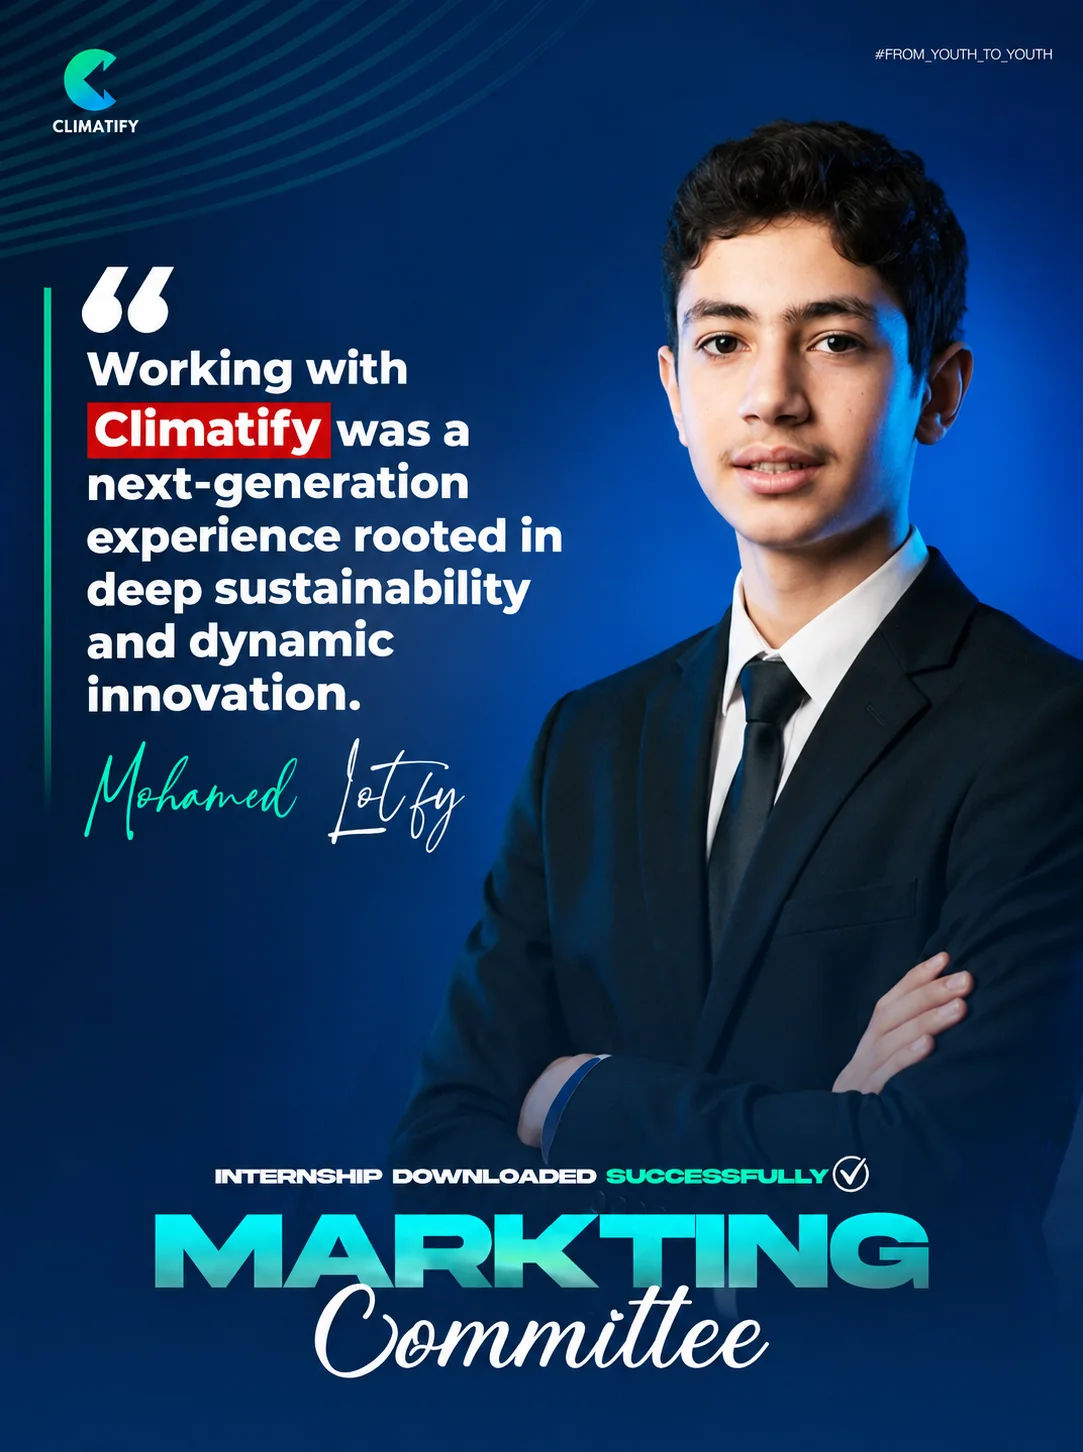 #FROM_YOUTH_TO_YOUTH
CLIMATIFY
“
Working with
Climatify was a
next-generation
experience rooted in
deep sustainability
and dynamic
innovation.
Mohamed Lotfy
INTERNSHIP DOWNLOADED SUCCESSFULLY
MARKTING
Committee